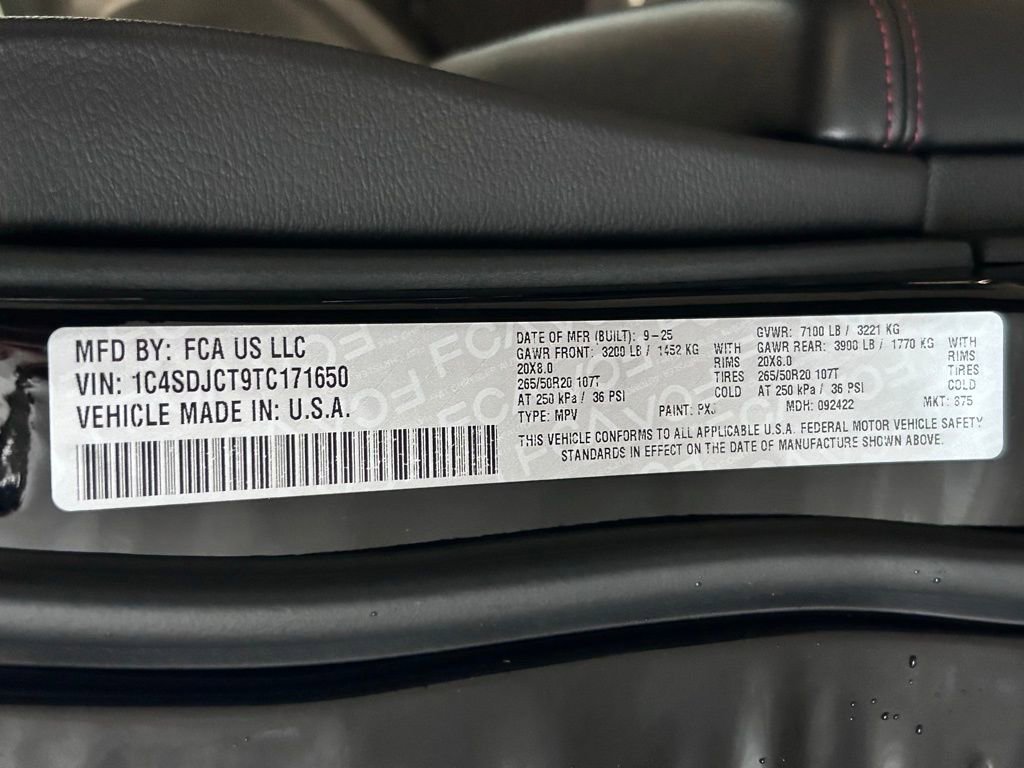 MFD BY: FCA US LLC
VIN: 1C4SDJCT9TC171650
VEHICLE MADE IN: U.S.A.
DATE OF MFR (BUILT): 9-25
GAWR FRONT: 3200 LB / 1452 KG WITH
20X8.0 RIMS
265/50R20 107T TIRES
AT 250 kPa / 36 PSI COLD
TYPE: MPV PAINT: PXJ
GVWR: 7100 LB / 3221 KG
GAWR REAR: 3900 LB / 1770 KG WITH
20X8.0 RIMS
265/50R20 107T TIRES
AT 250 kPa / 36 PSI COLD
MDH: 092422 MKT: 875
THIS VEHICLE CONFORMS TO ALL APPLICABLE U.S.A. FEDERAL MOTOR VEHICLE SAFETY
STANDARDS IN EFFECT ON THE DATE OF MANUFACTURE SHOWN ABOVE.